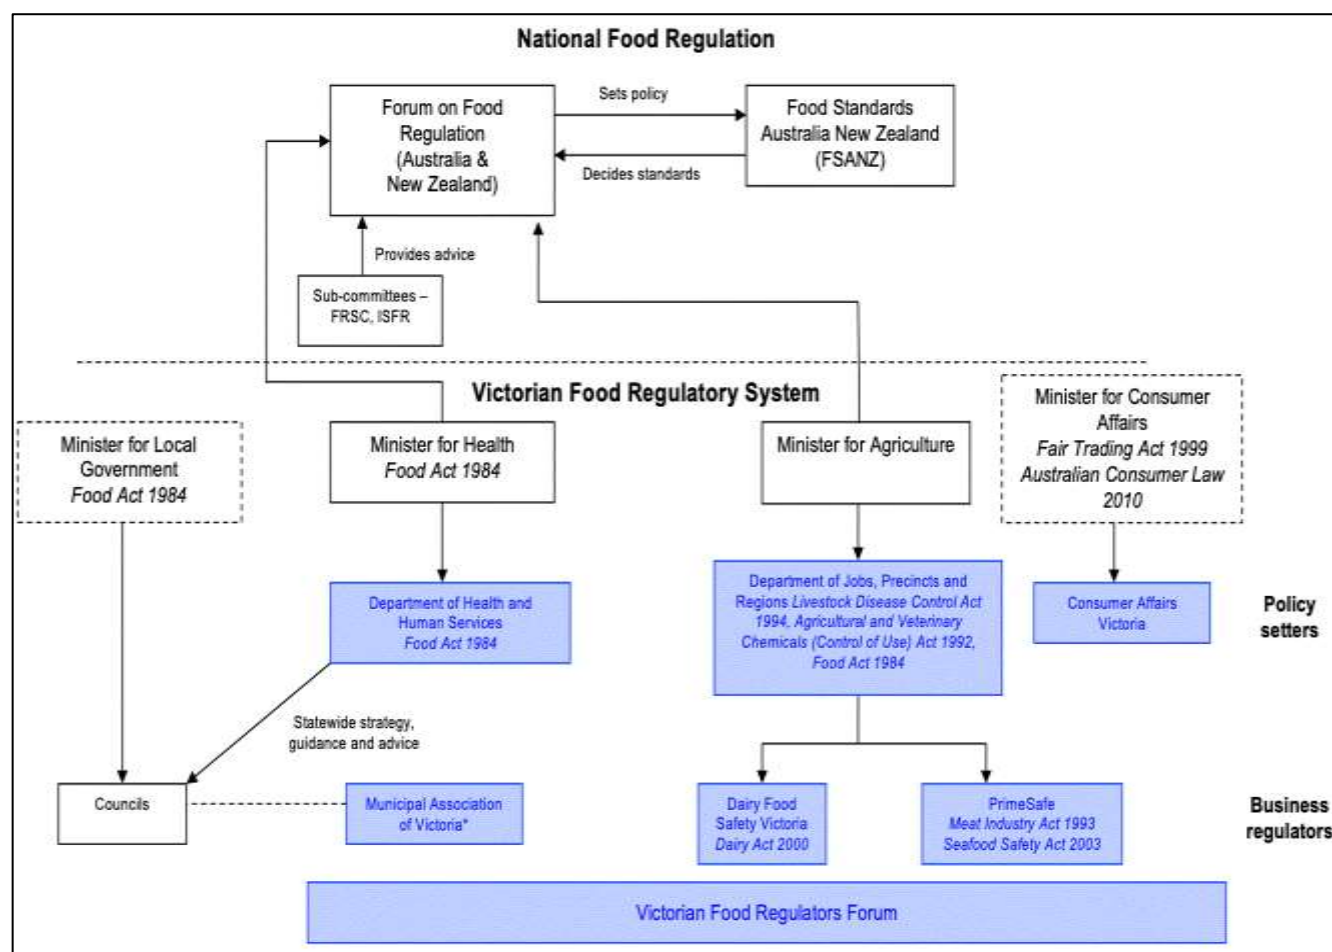 National Food Regulation
Forum on Food
Regulation
(Australia &
New Zealand)
Sets policy
Decides standards
Food Standards
Australia New Zealand
(FSANZ)
Provides advice
Sub-committees –
FRSC, ISFR
Victorian Food Regulatory System
Minister for Local
Government
Food Act 1984
Minister for Health
Food Act 1984
Minister for Agriculture
Minister for Consumer
Affairs
Fair Trading Act 1999
Australian Consumer Law
2010
Department of Health and
Human Services
Food Act 1984
Department of Jobs, Precincts and
Regions Livestock Disease Control Act
1994, Agricultural and Veterinary
Chemicals (Control of Use) Act 1992,
Food Act 1984
Consumer Affairs
Victoria
Policy
setters
Statewide strategy,
guidance and advice
Councils
Municipal Association
of Victoria*
Dairy Food
Safety Victoria
Dairy Act 2000
PrimeSafe
Meat Industry Act 1993
Seafood Safety Act 2003
Business
regulators
Victorian Food Regulators Forum